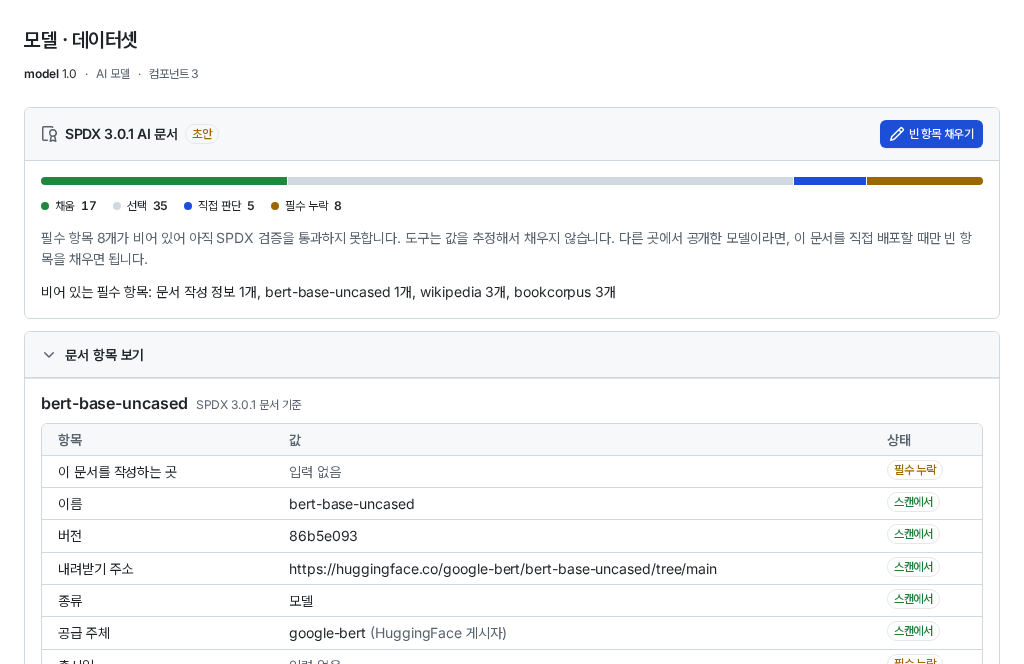 모델 · 데이터셋
model 1.0 · AI 모델 · 컴포넌트 3
SPDX 3.0.1 AI 문서 초안
빈 항목 채우기
채움 17 선택 35 직접 판단 5 필수 누락 8
필수 항목 8개가 비어 있어 아직 SPDX 검증을 통과하지 못합니다. 도구는 값을 추정해서 채우지 않습니다. 다른 곳에서 공개한 모델이라면, 이 문서를 직접 배포할 때만 빈 항
목을 채우면 됩니다.
비어 있는 필수 항목: 문서 작성 정보 1개, bert-base-uncased 1개, wikipedia 3개, bookcorpus 3개
문서 항목 보기
bert-base-uncased SPDX 3.0.1 문서 기준
항목 값 상태
이 문서를 작성하는 곳 입력 없음 필수 누락
이름 bert-base-uncased 스캔에서
버전 86b5e093 스캔에서
내려받기 주소 https://huggingface.co/google-bert/bert-base-uncased/tree/main 스캔에서
종류 모델 스캔에서
공급 주체 google-bert (HuggingFace 게시자) 스캔에서